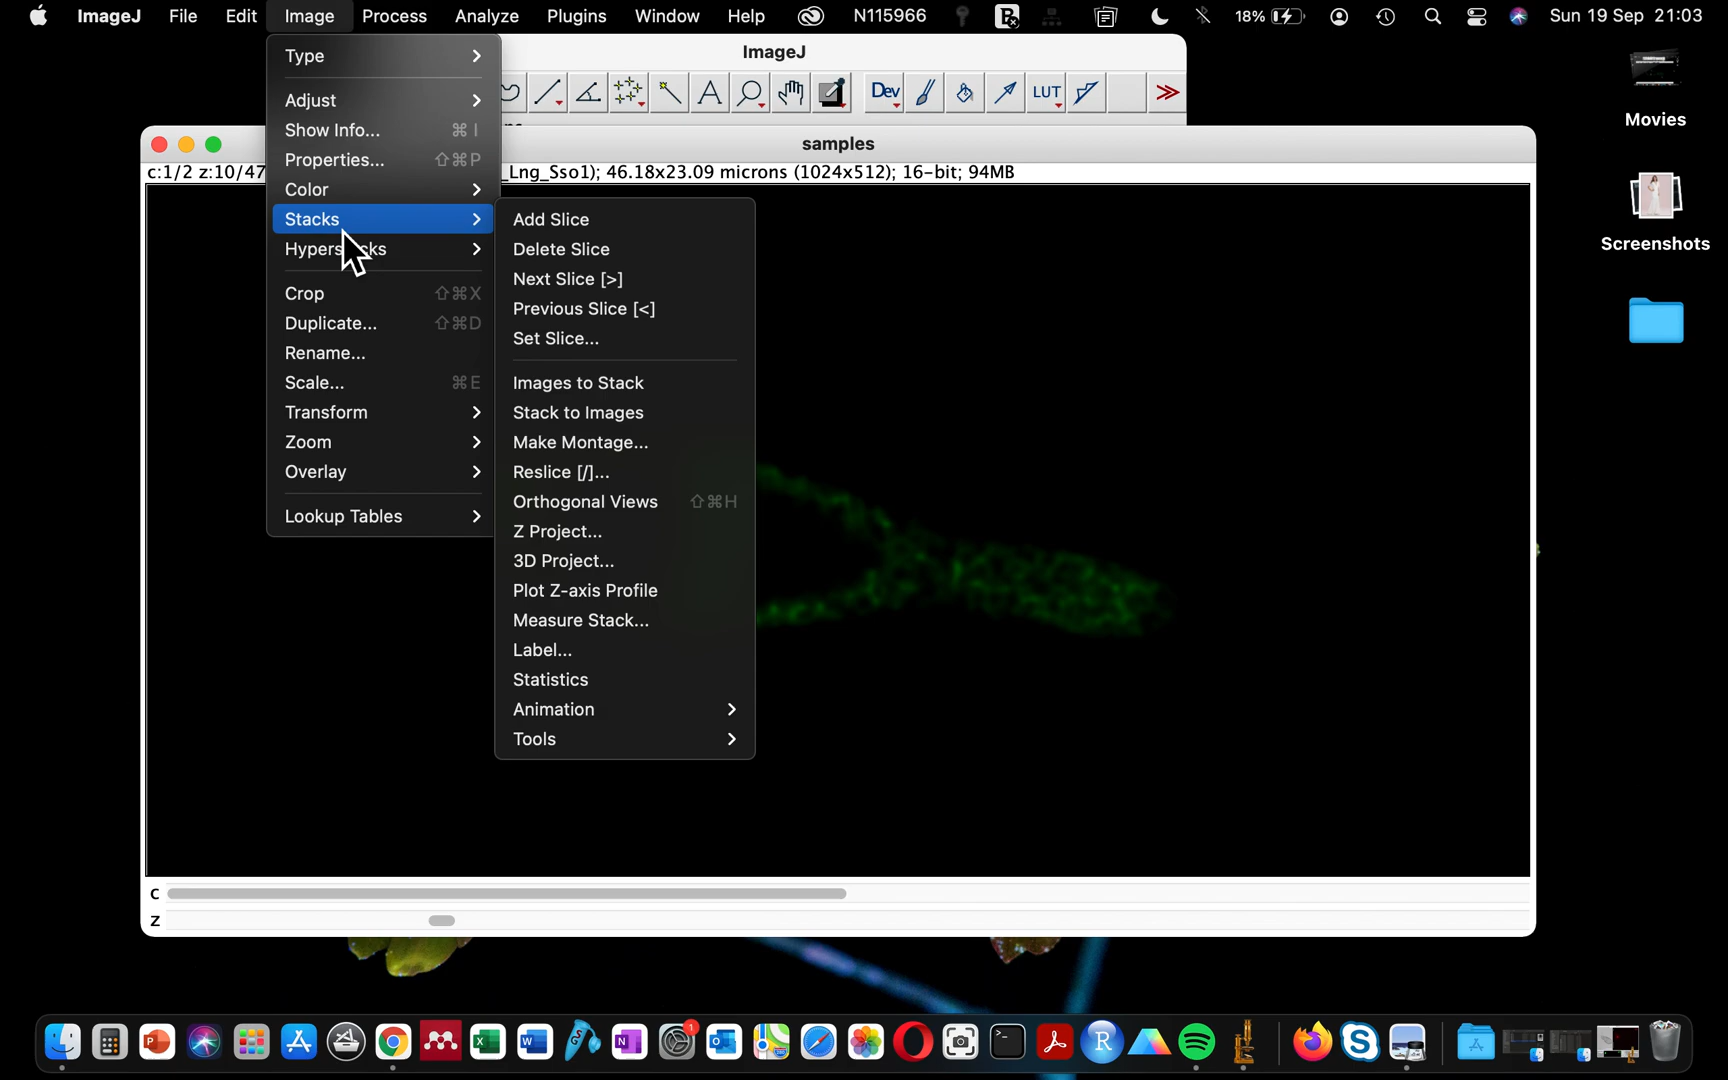 ImageJ File Edit Image Process Analyze Plugins Window Help N115966 18% Sun 19 Sep 21:03
ImageJ
Dev LUT
samples
c:1/2 z:10/47 _Lng_Sso1); 46.18x23.09 microns (1024x512); 16-bit; 94MB
Type
Adjust
Show Info... ⌘ I
Properties... ⇧⌘P
Color
Stacks
Hyperstacks
Crop ⇧⌘X
Duplicate... ⇧⌘D
Rename...
Scale... ⌘E
Transform
Zoom
Overlay
Lookup Tables
Add Slice
Delete Slice
Next Slice [>]
Previous Slice [<]
Set Slice...
Images to Stack
Stack to Images
Make Montage...
Reslice [/]...
Orthogonal Views ⇧⌘H
Z Project...
3D Project...
Plot Z-axis Profile
Measure Stack...
Label...
Statistics
Animation
Tools
C
Z
Movies
Screenshots
1